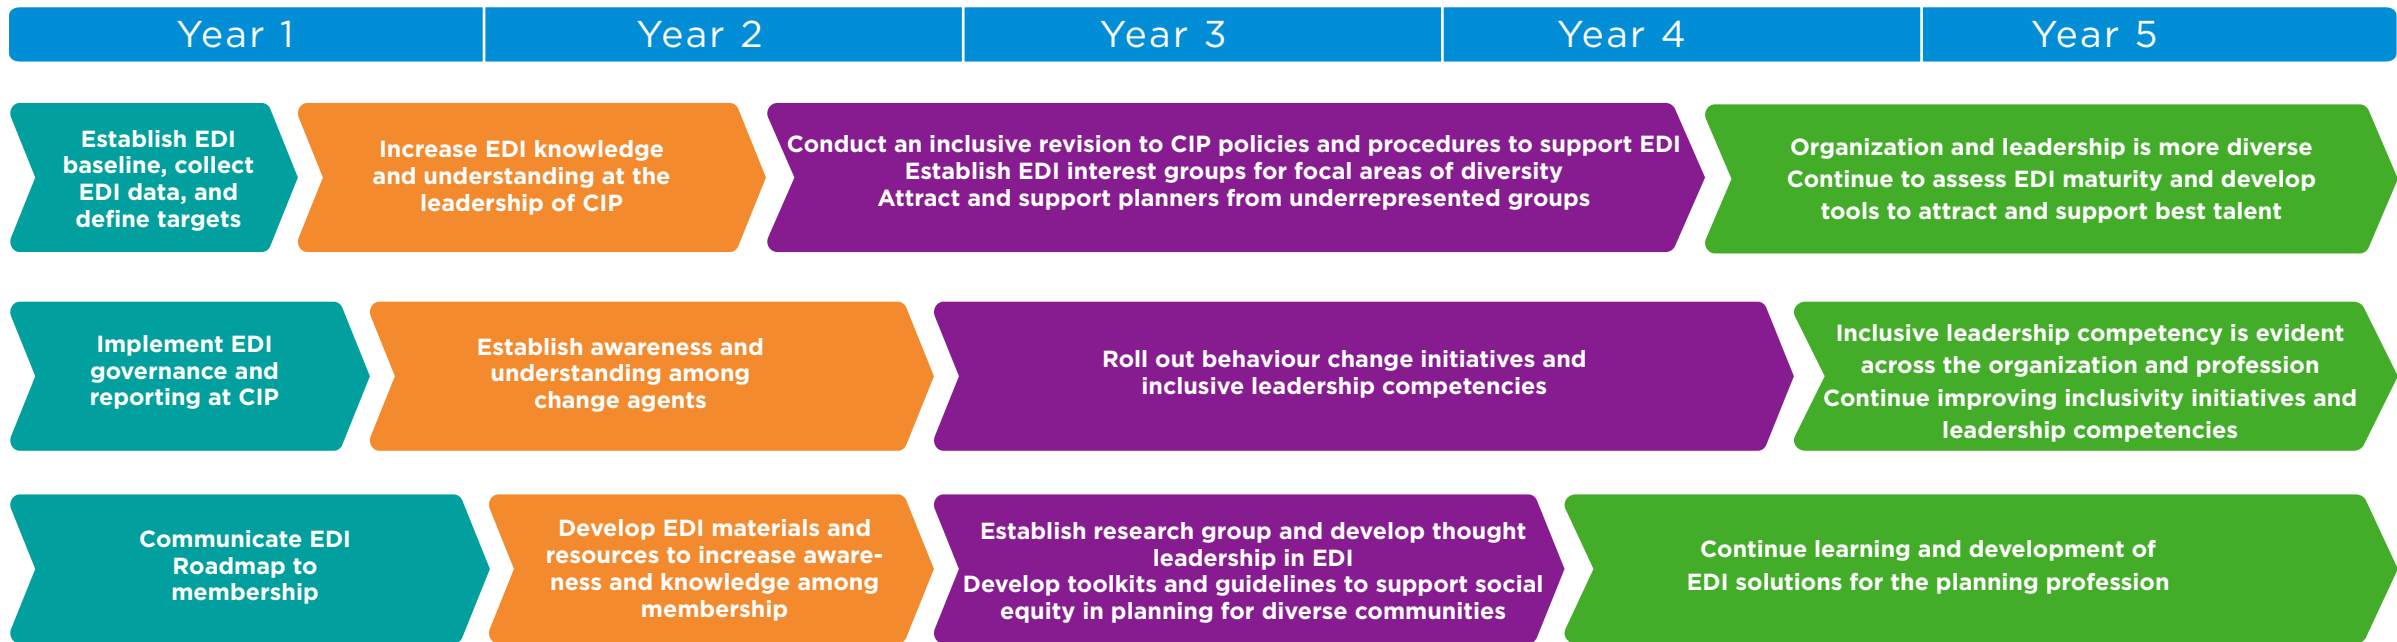 Year 1
Year 2
Year 3
Year 4
Year 5
Establish EDI
baseline, collect
EDI data, and
define targets
Increase EDI knowledge
and understanding at the
leadership of CIP
Conduct an inclusive revision to CIP policies and procedures to support EDI
Establish EDI interest groups for focal areas of diversity
Attract and support planners from underrepresented groups
Organization and leadership is more diverse
Continue to assess EDI maturity and develop
tools to attract and support best talent
Implement EDI
governance and
reporting at CIP
Establish awareness and
understanding among
change agents
Roll out behaviour change initiatives and
inclusive leadership competencies
Inclusive leadership competency is evident
across the organization and profession
Continue improving inclusivity initiatives and
leadership competencies
Communicate EDI
Roadmap to
membership
Develop EDI materials and
resources to increase aware-
ness and knowledge among
membership
Establish research group and develop thought
leadership in EDI
Develop toolkits and guidelines to support social
equity in planning for diverse communities
Continue learning and development of
EDI solutions for the planning profession